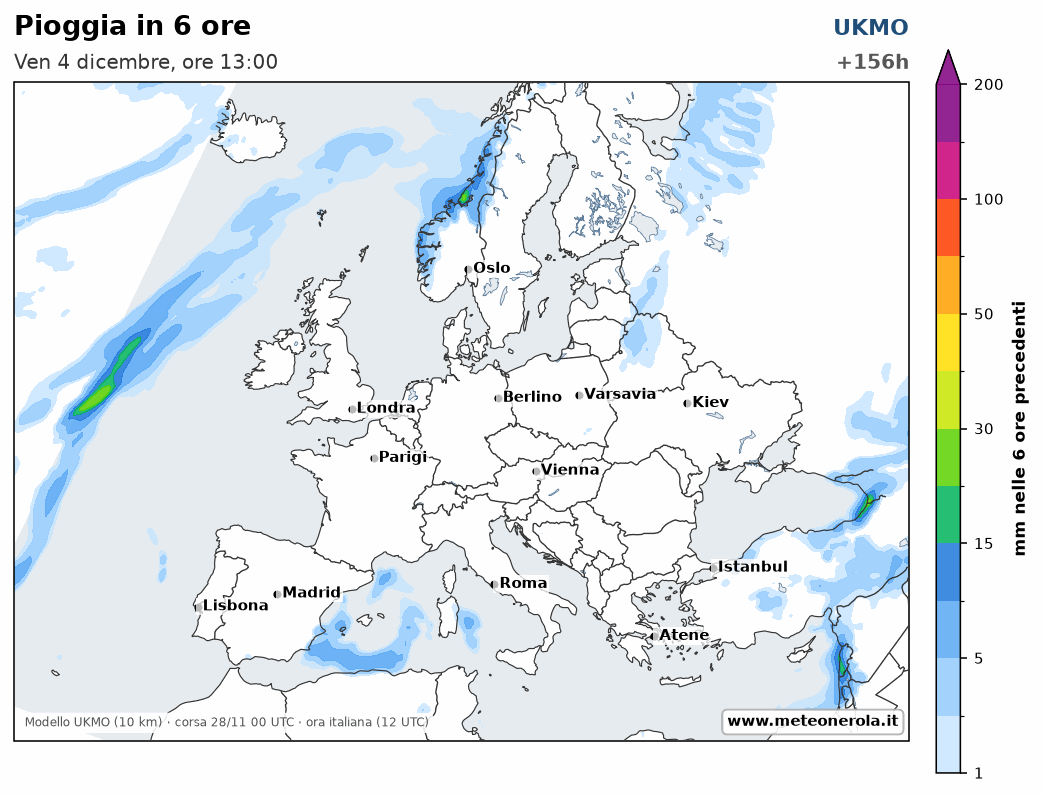 Pioggia in 6 ore
UKMO
Ven 4 dicembre, ore 13:00
+156h
200
100
50
30
15
5
1
mm nelle 6 ore precedenti
Oslo
Berlino
Varsavia
Kiev
Londra
Parigi
Vienna
Istanbul
Roma
Madrid
Lisbona
Atene
Modello UKMO (10 km) · corsa 28/11 00 UTC · ora italiana (12 UTC)
www.meteonerola.it